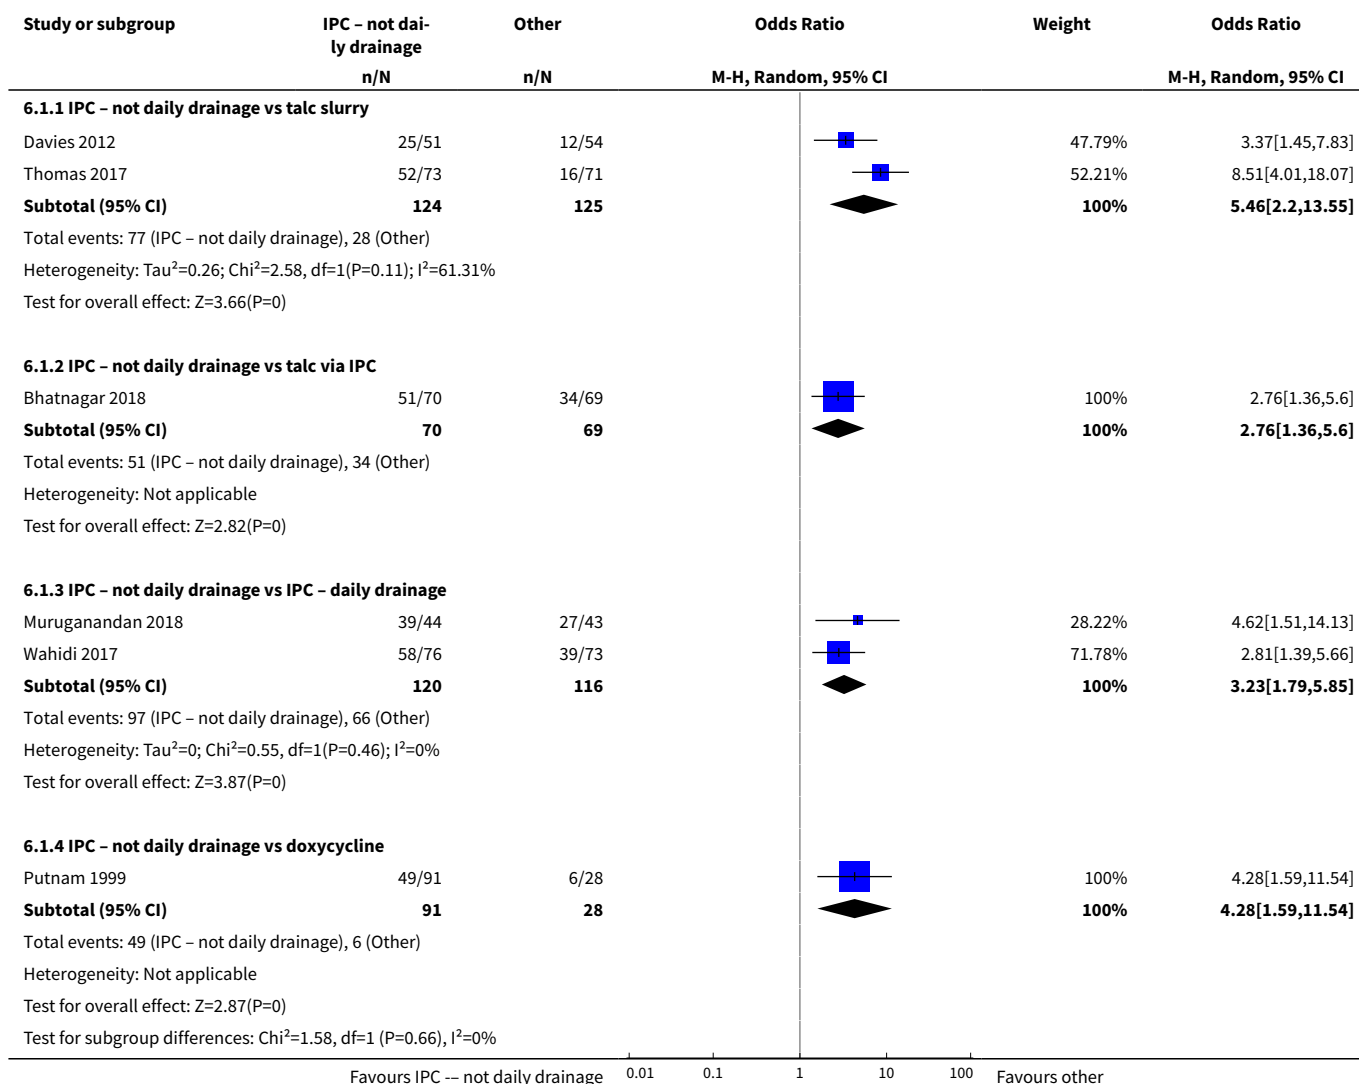 Study or subgroup IPC – not dai- Other Odds Ratio Weight Odds Ratio
ly drainage
n/N n/N M-H, Random, 95% CI M-H, Random, 95% CI
6.1.1 IPC – not daily drainage vs talc slurry
Davies 2012 25/51 12/54 47.79% 3.37[1.45,7.83]
Thomas 2017 52/73 16/71 52.21% 8.51[4.01,18.07]
Subtotal (95% CI) 124 125 100% 5.46[2.2,13.55]
Total events: 77 (IPC – not daily drainage), 28 (Other)
Heterogeneity: Tau²=0.26; Chi²=2.58, df=1(P=0.11); I²=61.31%
Test for overall effect: Z=3.66(P=0)
6.1.2 IPC – not daily drainage vs talc via IPC
Bhatnagar 2018 51/70 34/69 100% 2.76[1.36,5.6]
Subtotal (95% CI) 70 69 100% 2.76[1.36,5.6]
Total events: 51 (IPC – not daily drainage), 34 (Other)
Heterogeneity: Not applicable
Test for overall effect: Z=2.82(P=0)
6.1.3 IPC – not daily drainage vs IPC – daily drainage
Muruganandan 2018 39/44 27/43 28.22% 4.62[1.51,14.13]
Wahidi 2017 58/76 39/73 71.78% 2.81[1.39,5.66]
Subtotal (95% CI) 120 116 100% 3.23[1.79,5.85]
Total events: 97 (IPC – not daily drainage), 66 (Other)
Heterogeneity: Tau²=0; Chi²=0.55, df=1(P=0.46); I²=0%
Test for overall effect: Z=3.87(P=0)
6.1.4 IPC – not daily drainage vs doxycycline
Putnam 1999 49/91 6/28 100% 4.28[1.59,11.54]
Subtotal (95% CI) 91 28 100% 4.28[1.59,11.54]
Total events: 49 (IPC – not daily drainage), 6 (Other)
Heterogeneity: Not applicable
Test for overall effect: Z=2.87(P=0)
Test for subgroup differences: Chi²=1.58, df=1 (P=0.66), I²=0%
Favours IPC -– not daily drainage 0.01 0.1 1 10 100 Favours other